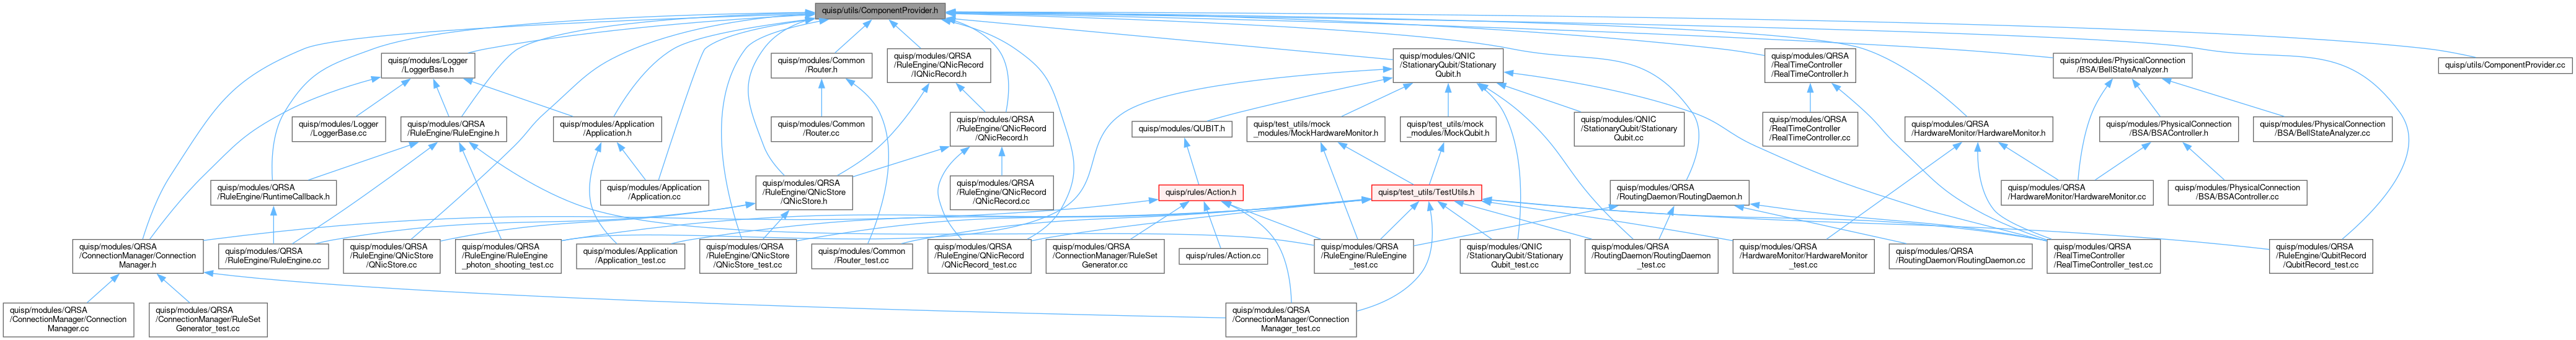 quisp/utils/ComponentProvider.h
quisp/modules/Logger
/LoggerBase.h
quisp/modules/Common
/Router.h
quisp/modules/QRSA
/RuleEngine/QNicRecord
/IQNicRecord.h
quisp/modules/QNIC
/StationaryQubit/Stationary
Qubit.h
quisp/modules/QRSA
/RealTimeController
/RealTimeController.h
quisp/modules/PhysicalConnection
/BSA/BellStateAnalyzer.h
quisp/utils/ComponentProvider.cc
quisp/modules/Logger
/LoggerBase.cc
quisp/modules/QRSA
/RuleEngine/RuleEngine.h
quisp/modules/Application
/Application.h
quisp/modules/Common
/Router.cc
quisp/modules/QRSA
/RuleEngine/QNicRecord
/QNicRecord.h
quisp/modules/QUBIT.h
quisp/test_utils/mock
_modules/MockHardwareMonitor.h
quisp/test_utils/mock
_modules/MockQubit.h
quisp/modules/QNIC
/StationaryQubit/Stationary
Qubit.cc
quisp/modules/QRSA
/RealTimeController
/RealTimeController.cc
quisp/modules/QRSA
/HardwareMonitor/HardwareMonitor.h
quisp/modules/PhysicalConnection
/BSA/BSAController.h
quisp/modules/PhysicalConnection
/BSA/BellStateAnalyzer.cc
quisp/modules/QRSA
/RuleEngine/RuntimeCallback.h
quisp/modules/Application
/Application.cc
quisp/modules/QRSA
/RuleEngine/QNicStore
/QNicStore.h
quisp/modules/QRSA
/RuleEngine/QNicRecord
/QNicRecord.cc
quisp/rules/Action.h
quisp/test_utils/TestUtils.h
quisp/modules/QRSA
/RoutingDaemon/RoutingDaemon.h
quisp/modules/QRSA
/HardwareMonitor/HardwareMonitor.cc
quisp/modules/PhysicalConnection
/BSA/BSAController.cc
quisp/modules/QRSA
/ConnectionManager/Connection
Manager.h
quisp/modules/QRSA
/RuleEngine/RuleEngine.cc
quisp/modules/QRSA
/RuleEngine/QNicStore
/QNicStore.cc
quisp/modules/QRSA
/RuleEngine/RuleEngine
_photon_shooting_test.cc
quisp/modules/Application
/Application_test.cc
quisp/modules/QRSA
/RuleEngine/QNicStore
/QNicStore_test.cc
quisp/modules/Common
/Router_test.cc
quisp/modules/QRSA
/RuleEngine/QNicRecord
/QNicRecord_test.cc
quisp/modules/QRSA
/ConnectionManager/RuleSet
Generator.cc
quisp/rules/Action.cc
quisp/modules/QRSA
/RuleEngine/RuleEngine
_test.cc
quisp/modules/QNIC
/StationaryQubit/Stationary
Qubit_test.cc
quisp/modules/QRSA
/RoutingDaemon/RoutingDaemon
_test.cc
quisp/modules/QRSA
/HardwareMonitor/HardwareMonitor
_test.cc
quisp/modules/QRSA
/RoutingDaemon/RoutingDaemon.cc
quisp/modules/QRSA
/RealTimeController
/RealTimeController_test.cc
quisp/modules/QRSA
/RuleEngine/QubitRecord
/QubitRecord_test.cc
quisp/modules/QRSA
/ConnectionManager/Connection
Manager.cc
quisp/modules/QRSA
/ConnectionManager/RuleSet
Generator_test.cc
quisp/modules/QRSA
/ConnectionManager/Connection
Manager_test.cc